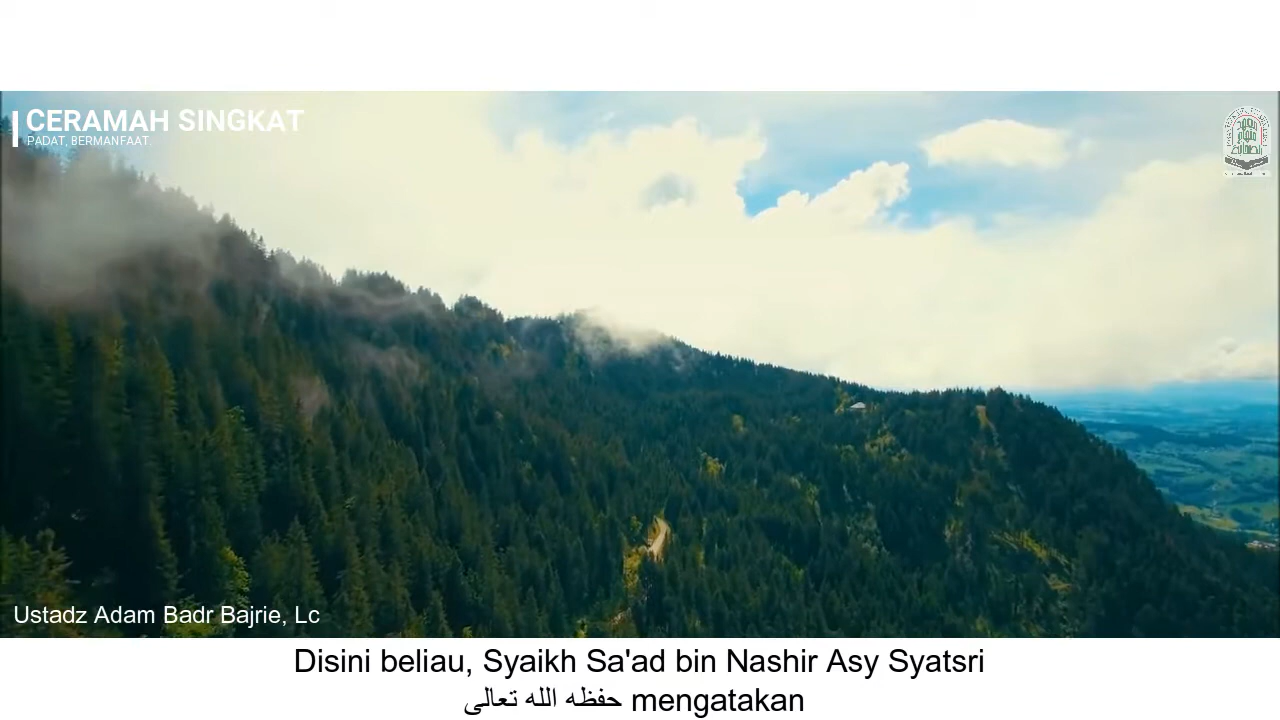 CERAMAH SINGKAT
PADAT, BERMANFAAT
Ustadz Adam Badr Bajrie, Lc
Disini beliau, Syaikh Sa'ad bin Nashir Asy Syatsri
حفظه الله تعالى mengatakan